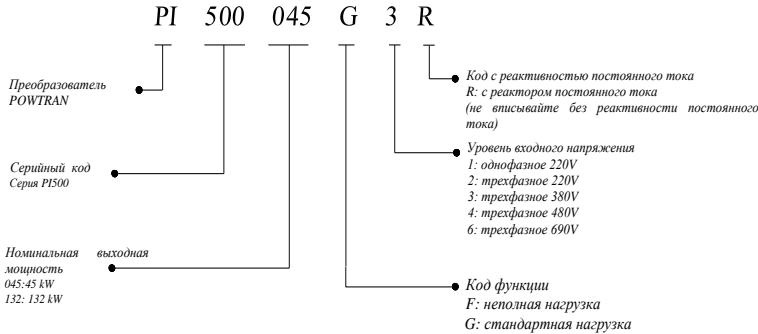 PI 500 045 G 3 R
Преобразователь
POWTRAN
Серийный код
Серия PI500
Номинальная выходная
мощность
045:45 kW
132: 132 kW
Код с реактивностью постоянного тока
R: с реактором постоянного тока
(не вписывайте без реактивности постоянного
тока)
Уровень входного напряжения
1: однофазное 220V
2: трехфазное 220V
3: трехфазное 380V
4: трехфазное 480V
6: трехфазное 690V
Код функции
F: неполная нагрузка
G: стандартная нагрузка